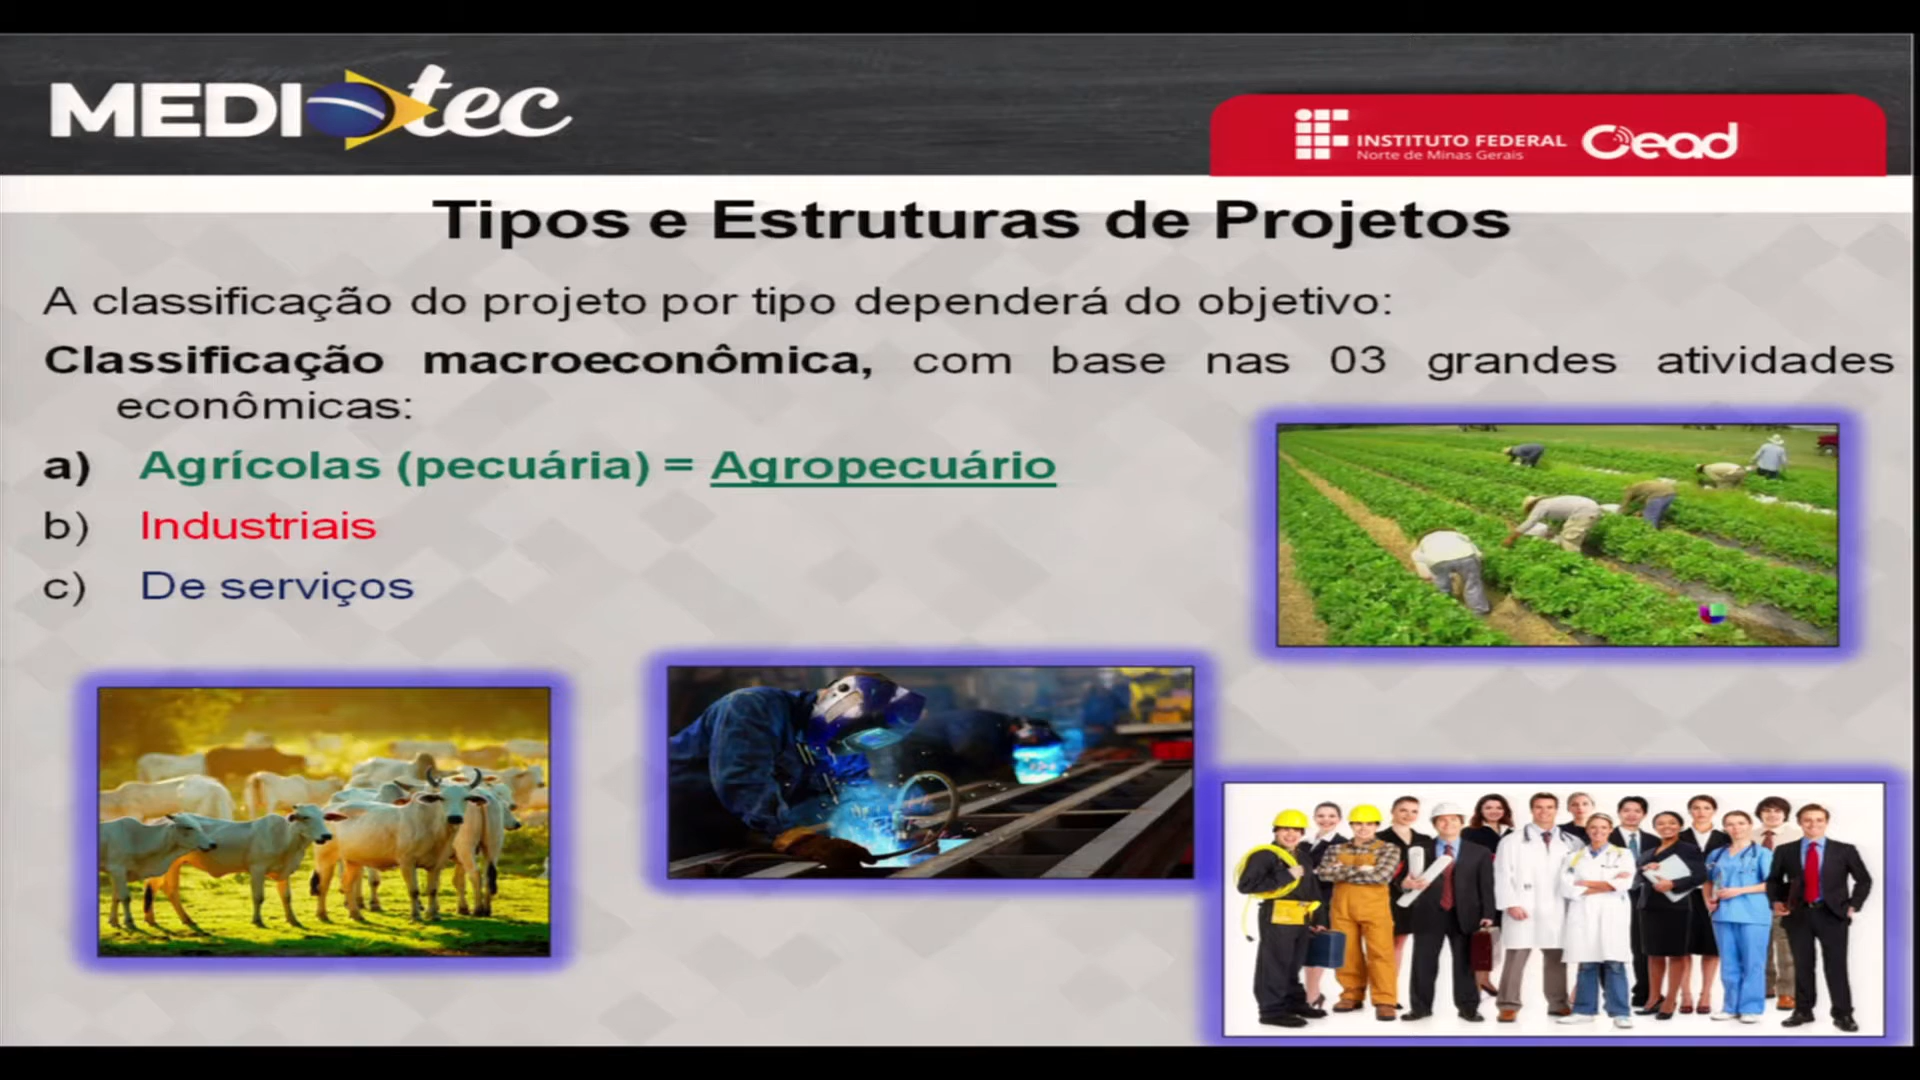 MEDIOtec
INSTITUTO FEDERAL
Norte de Minas Gerais
Cead
Tipos e Estruturas de Projetos
A classificação do projeto por tipo dependerá do objetivo:
Classificação macroeconômica, com base nas 03 grandes atividades
econômicas:
a) Agrícolas (pecuária) = Agropecuário
b) Industriais
c) De serviços